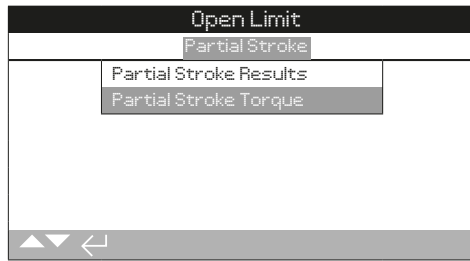 Open Limit
Partial Stroke
Partial Stroke Results
Partial Stroke Torque